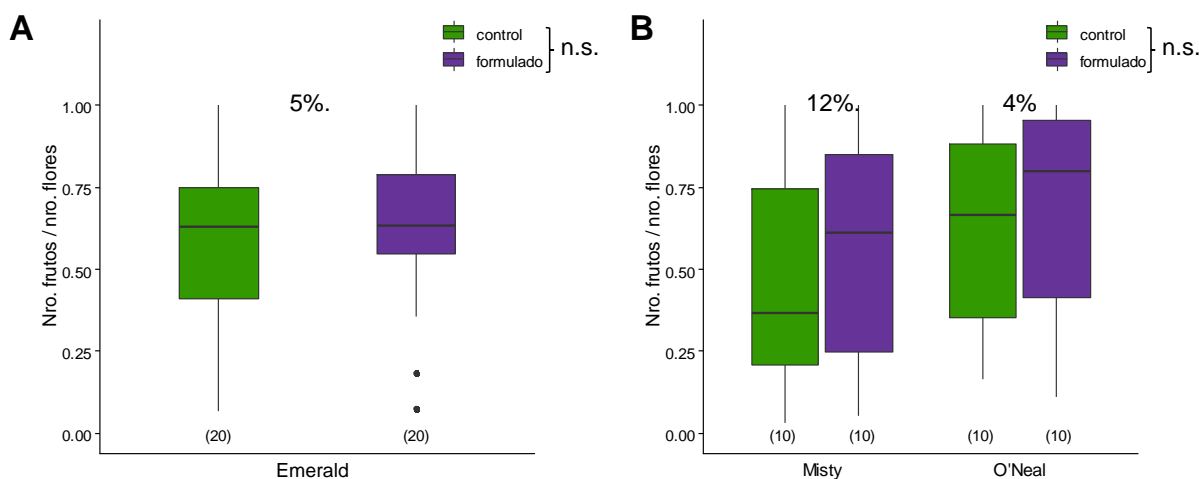 A
control
formulado
n.s.
5%.
Nro. frutos / nro. flores
1.00
0.75
0.50
0.25
0.00
(20)
(20)
Emerald
B
control
formulado
n.s.
12%.
4%
Nro. frutos / nro. flores
1.00
0.75
0.50
0.25
0.00
(10)
(10)
(10)
(10)
Misty
O'Neal